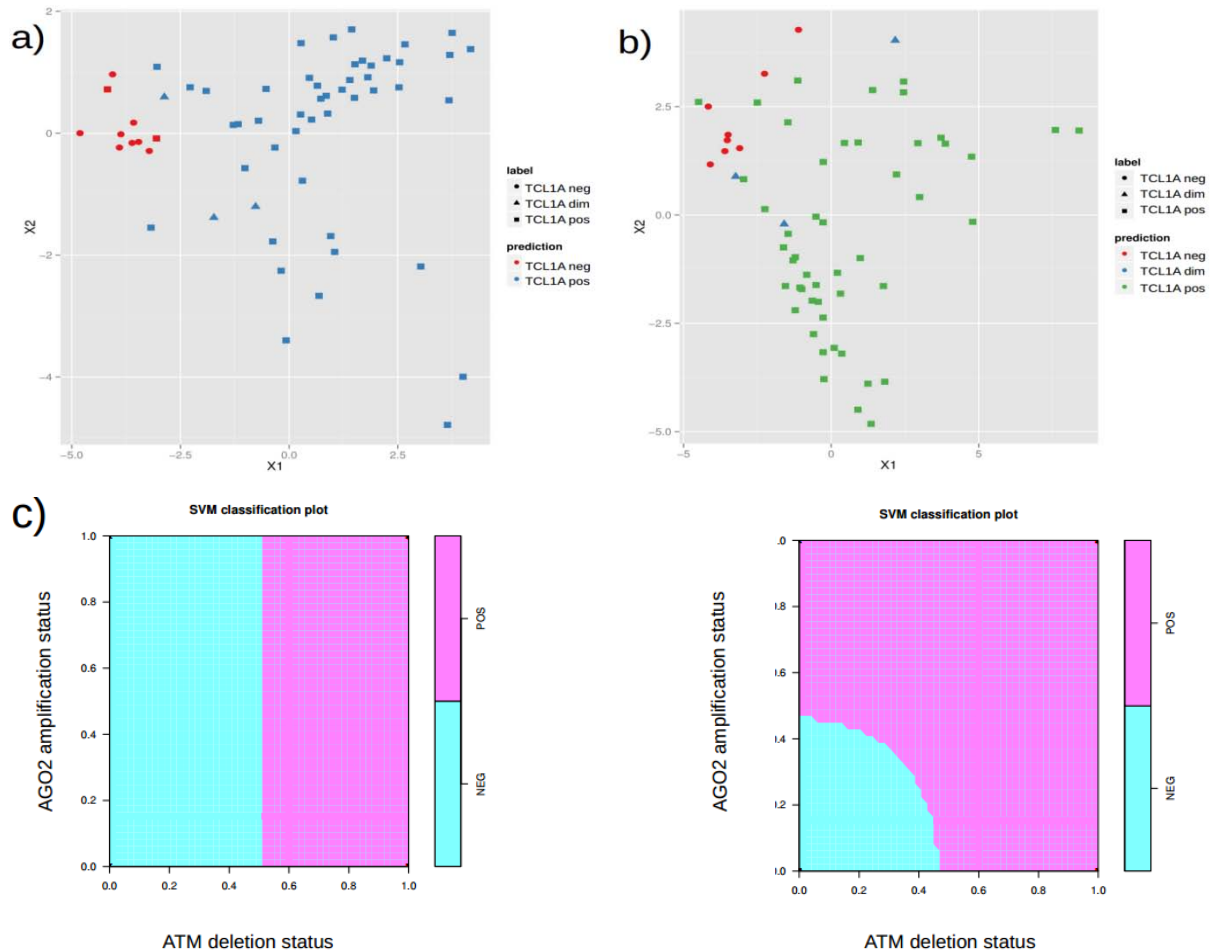 a)
2
0
−2
−4
X2
−5.0
−2.5
0.0
2.5
X1
label
TCL1A neg
TCL1A dim
TCL1A pos
prediction
TCL1A neg
TCL1A pos
b)
2.5
0.0
−2.5
−5.0
X2
−5
0
5
X1
label
TCL1A neg
TCL1A dim
TCL1A pos
prediction
TCL1A neg
TCL1A dim
TCL1A pos
c)
SVM classification plot
1.0
0.8
0.6
0.4
0.2
0.0
AGO2 amplification status
0.0 0.2 0.4 0.6 0.8 1.0
ATM deletion status
POS
NEG
SVM classification plot
.0
0.8
0.6
0.4
0.2
0.0
AGO2 amplification status
0.0 0.2 0.4 0.6 0.8 1.0
ATM deletion status
POS
NEG